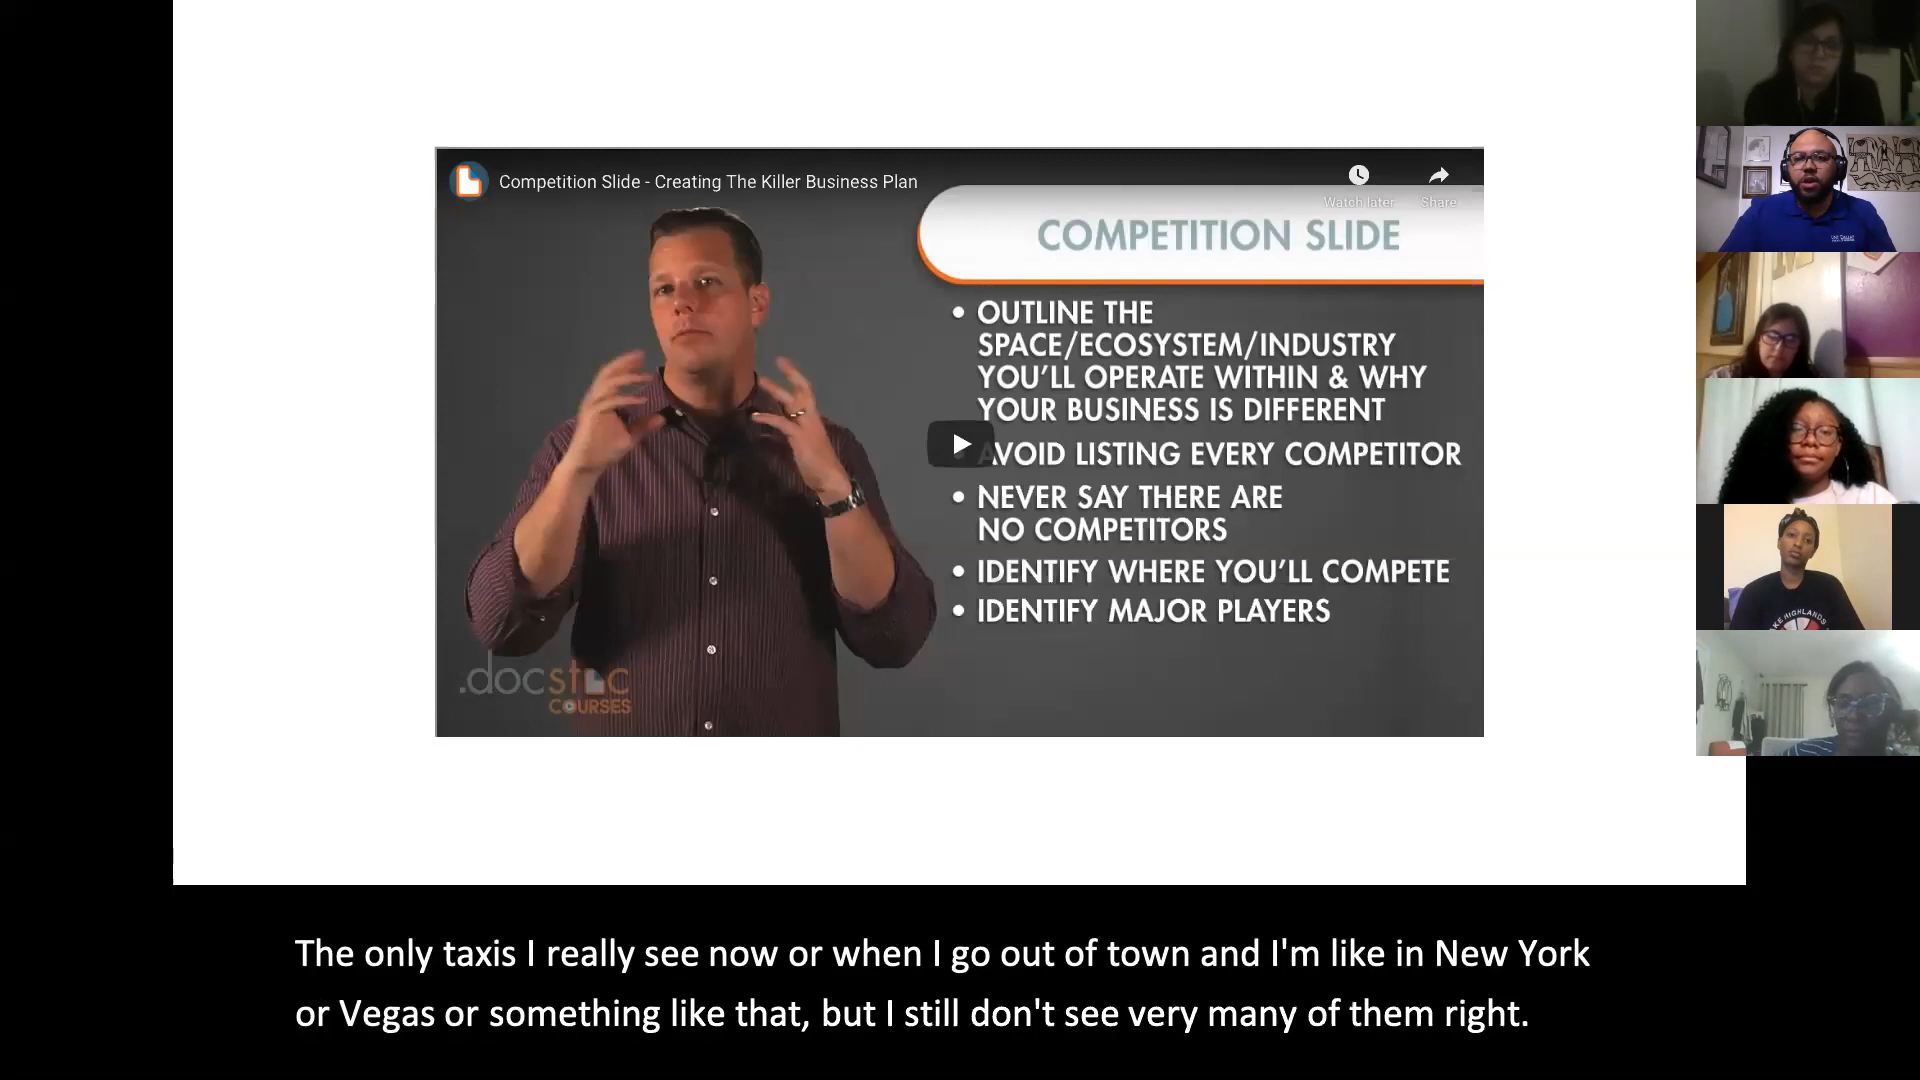 Competition Slide - Creating The Killer Business Plan
Watch later
Share
COMPETITION SLIDE
• OUTLINE THE
SPACE/ECOSYSTEM/INDUSTRY
YOU'LL OPERATE WITHIN & WHY
YOUR BUSINESS IS DIFFERENT
AVOID LISTING EVERY COMPETITOR
• NEVER SAY THERE ARE
NO COMPETITORS
• IDENTIFY WHERE YOU'LL COMPETE
• IDENTIFY MAJOR PLAYERS
.docstoc
COURSES
HIGHLANDS
The only taxis I really see now or when I go out of town and I'm like in New York
or Vegas or something like that, but I still don't see very many of them right.